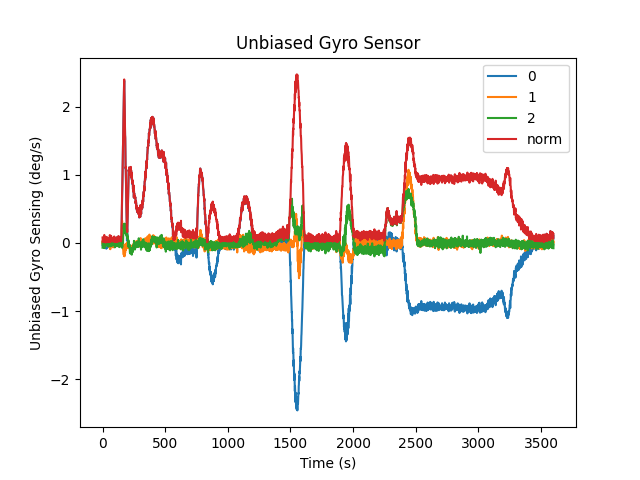 Unbiased Gyro Sensor
Unbiased Gyro Sensing (deg/s)
2
1
0
−1
−2
0
1
2
norm
0 500 1000 1500 2000 2500 3000 3500
Time (s)